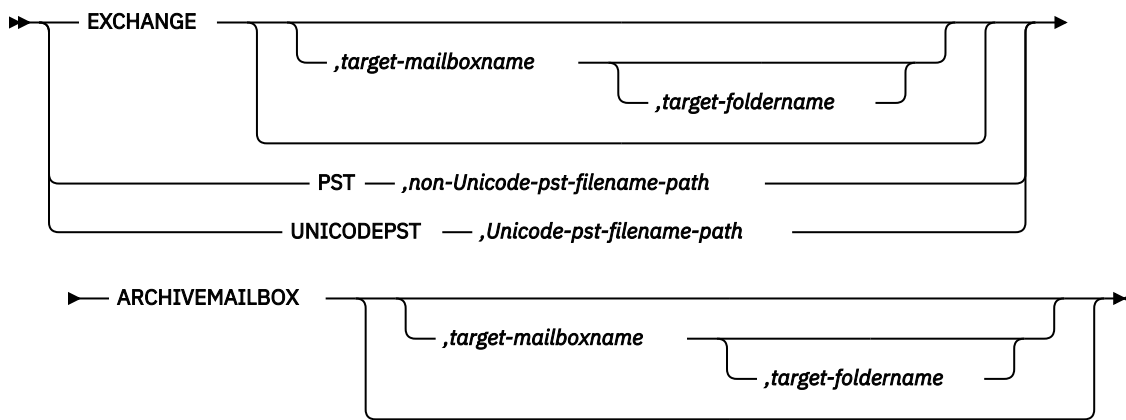 EXCHANGE
,target-mailboxname
,target-foldername
PST ,non-Unicode-pst-filename-path
UNICODEPST ,Unicode-pst-filename-path
ARCHIVEMAILBOX
,target-mailboxname
,target-foldername